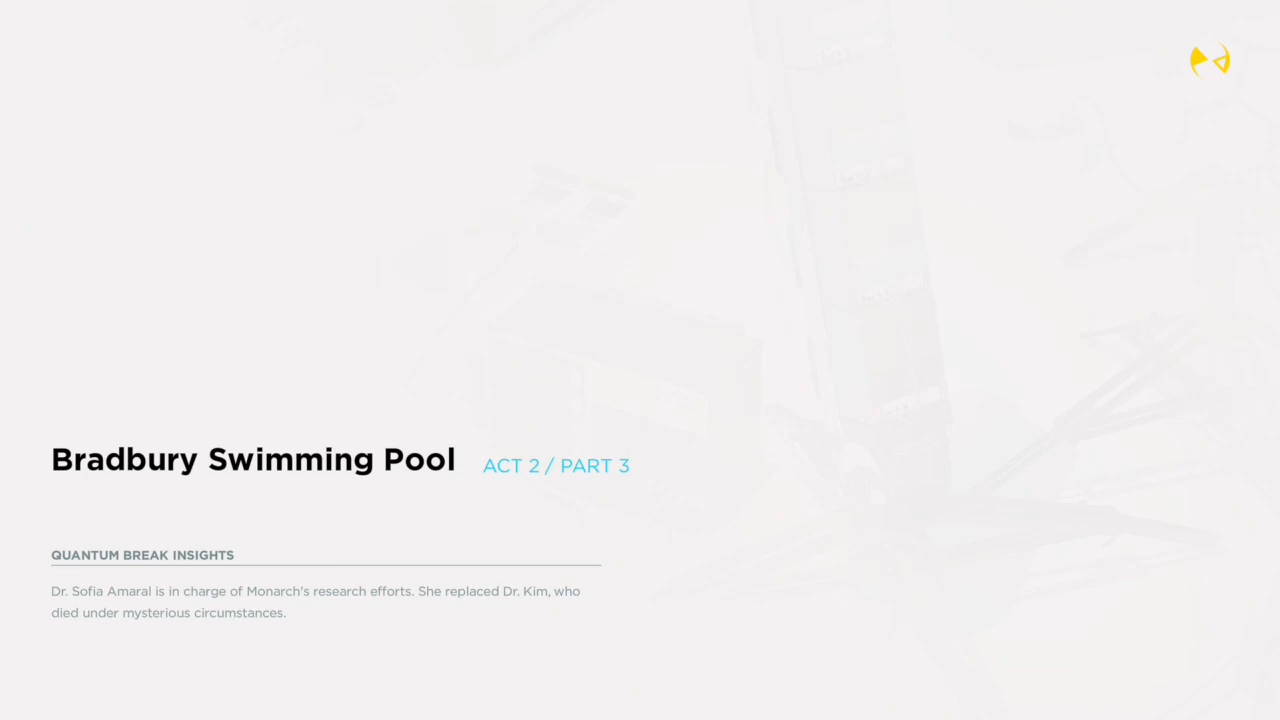 Bradbury Swimming Pool ACT 2 / PART 3
QUANTUM BREAK INSIGHTS
Dr. Sofia Amaral is in charge of Monarch's research efforts. She replaced Dr. Kim, who
died under mysterious circumstances.